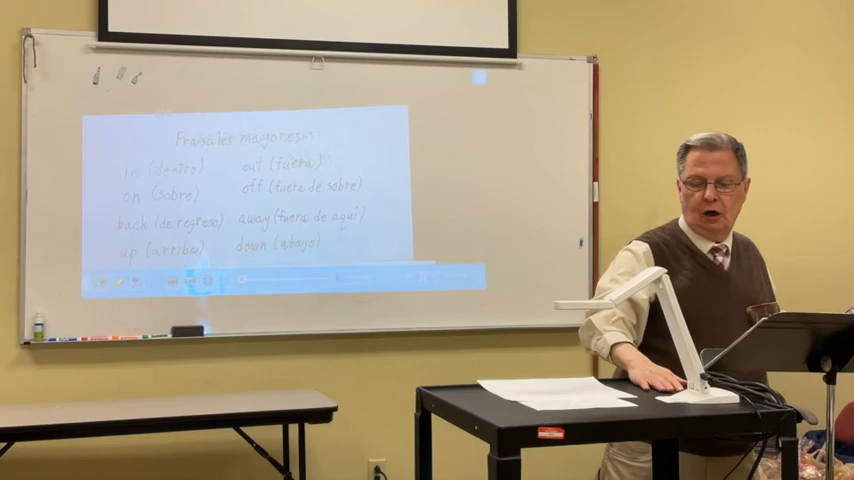 Frasales mayores
in (dentro) out (fuera)
on (sobre) off (fuera de sobre)
back (de regreso) away (fuera de aquí)
up (arriba) down (abajo)